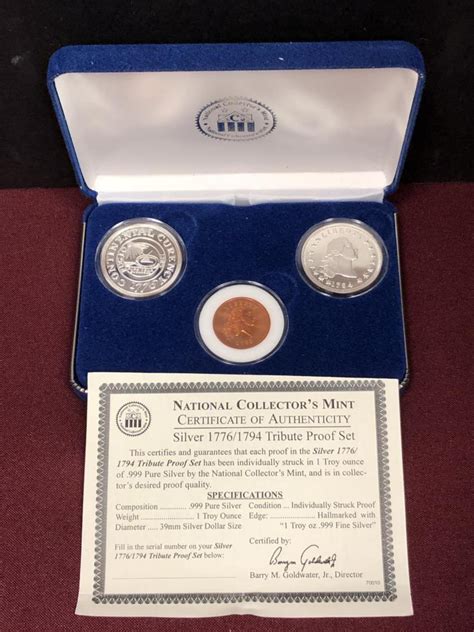 National Collector's Mint
CONTINENTAL CURENCY
1776
LIBERTY
1794
NATIONAL COLLECTOR'S MINT
CERTIFICATE OF AUTHENTICITY
Silver 1776/1794 Tribute Proof Set
This certifies and guarantees that each proof in the Silver 1776/
1794 Tribute Proof Set has been individually struck in 1 Troy ounce
of .999 Pure Silver by the National Collector's Mint, and is in collec-
tor's desired proof quality.
SPECIFICATIONS
Composition .......... .999 Pure Silver
Weight ................ 1 Troy Ounce
Diameter ..... 39mm Silver Dollar Size
Condition ... Individually Struck Proof
Edge .............. Hallmarked with
"1 Troy oz .999 Fine Silver"
Fill in the serial number on your Silver
1776/1794 Tribute Proof Set below:
Certified by:
Barry M. Goldwater, Jr., Director